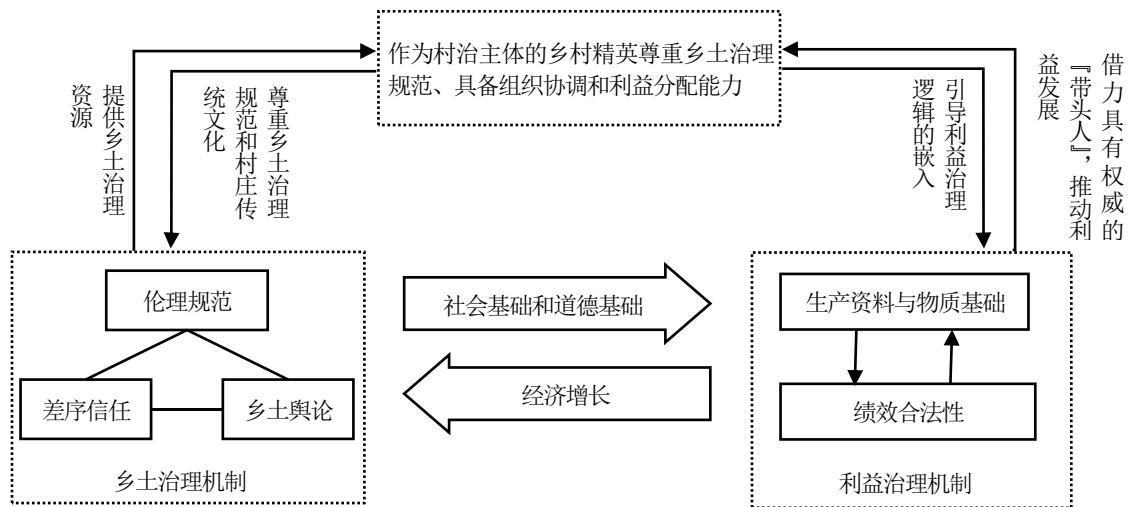 作为村治主体的乡村精英尊重乡土治理
规范、具备组织协调和利益分配能力
提供乡土治理
资源
尊重乡土治理
规范和村庄传
统文化
引导利益治理
逻辑的嵌入
借力具有权威的
『带头人』，推动利
益发展
伦理规范
差序信任
乡土舆论
乡土治理机制
社会基础和道德基础
经济增长
生产资料与物质基础
绩效合法性
利益治理机制